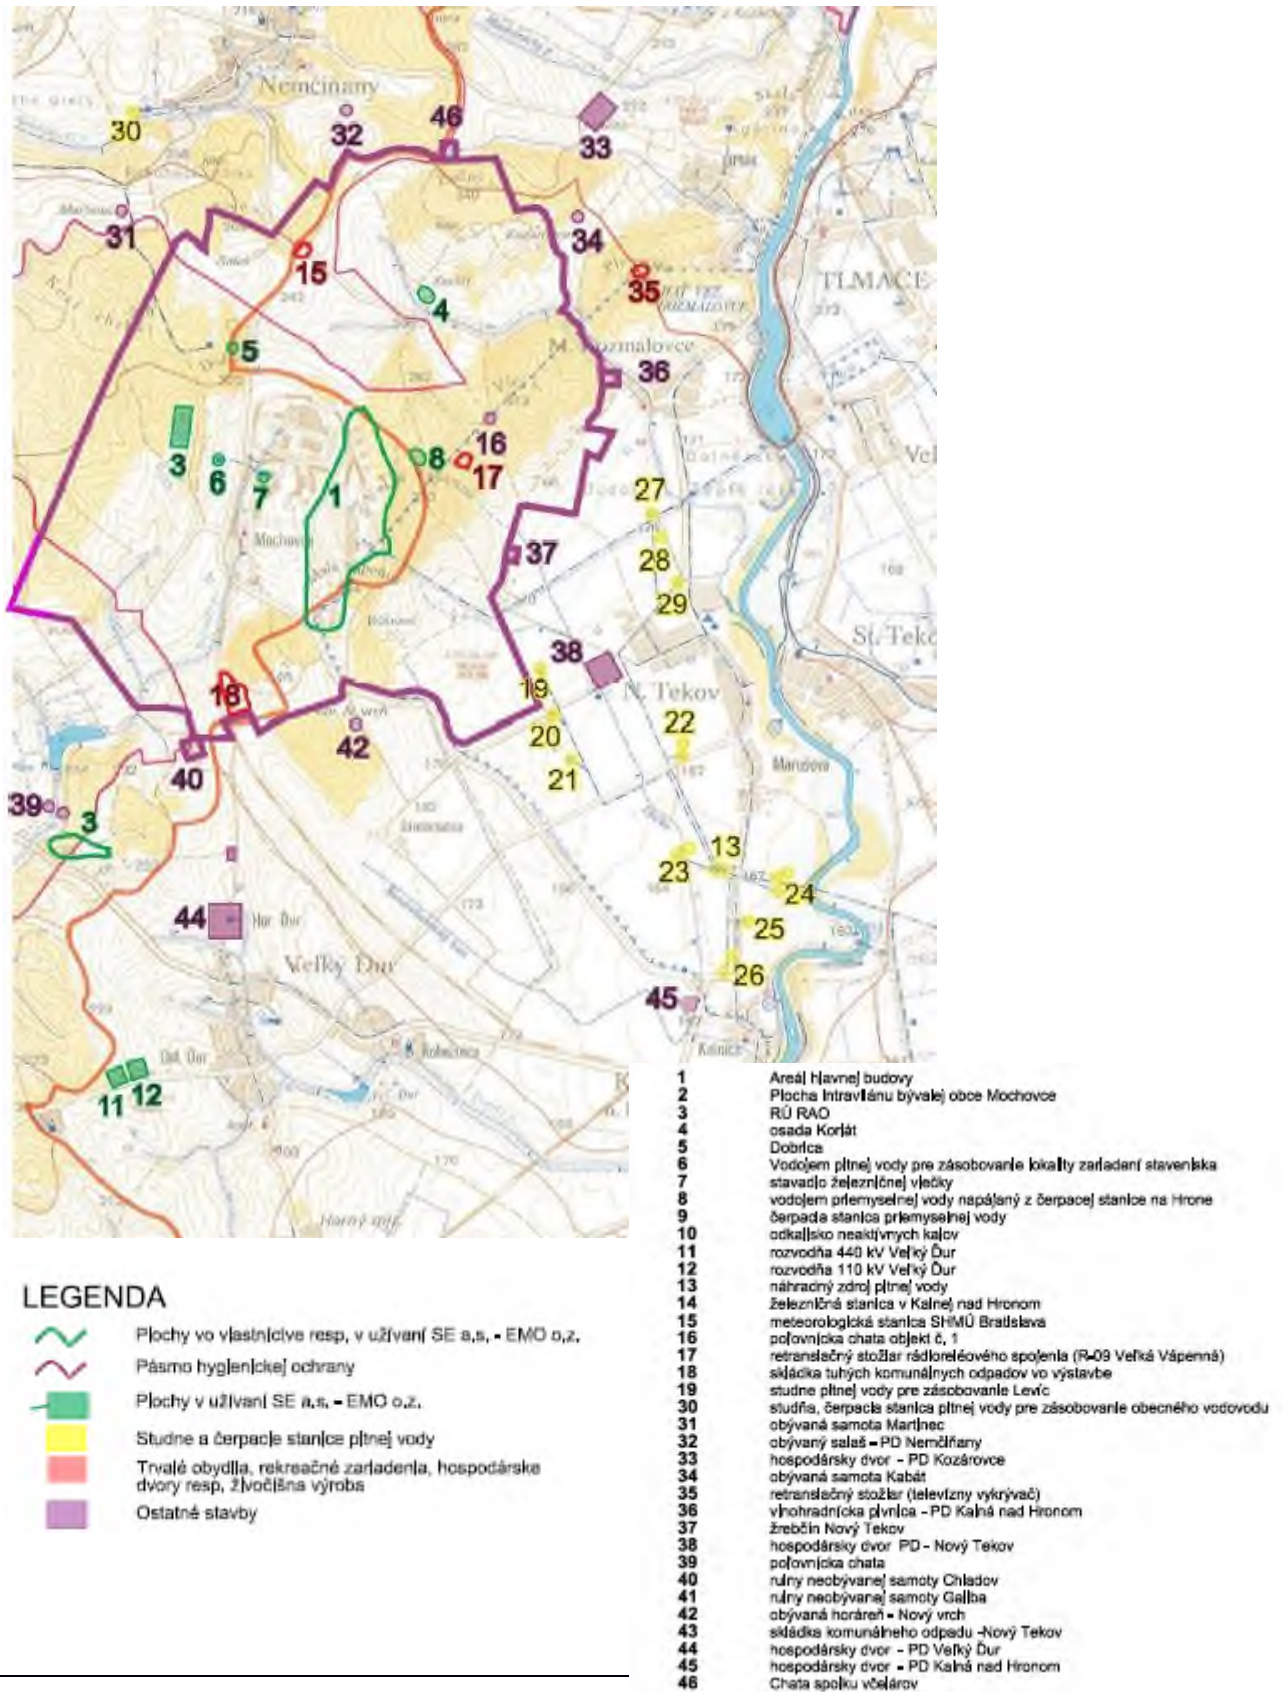 Nemčiňany
30
32
46
33
31
34
15
35
TLMACE
4
5
M. Kozmalovce
36
16
3
6
7
1
8
17
27
Mochovce
37
28
29
St. Teko
38
18
19
N. Tekov
20
22
42
40
21
Marušová
39
3
13
23
24
44
Hor. Ďur
25
Veľký Ďur
26
45
Kalnica
11
12
LEGENDA
Plochy vo vlastníctve resp. v užívaní SE a.s. - EMO o.z.
Pásmo hygienickej ochrany
Plochy v užívaní SE a.s. - EMO o.z.
Studne a čerpacie stanice pitnej vody
Trvalé obydlia, rekreačné zariadenia, hospodárske
dvory resp. živočíšna výroba
Ostatné stavby
1 Areál hlavnej budovy
2 Plocha intravilánu bývalej obce Mochovce
3 RÚ RAO
4 osada Korlát
5 Dobrica
6 Vodojem pitnej vody pre zásobovanie lokality zariadení staveniska
7 stavadlo železničnej vlečky
8 vodojem priemyselnej vody napájaný z čerpacej stanice na Hrone
9 čerpacia stanica priemyselnej vody
10 odkalisko neaktívnych kalov
11 rozvodňa 440 kV Veľký Ďur
12 rozvodňa 110 kV Veľký Ďur
13 náhradný zdroj pitnej vody
14 železničná stanica v Kalnej nad Hronom
15 meteorologická stanica SHMÚ Bratislava
16 poľovnícka chata objekt č. 1
17 retranslačný stožiar rádioreléového spojenia (R-09 Veľká Vápenná)
18 skládka tuhých komunálnych odpadov vo výstavbe
19 studne pitnej vody pre zásobovanie Levíc
30 studňa, čerpacia stanica pitnej vody pre zásobovanie obecného vodovodu
31 obývaná samota Martinec
32 obývaný salaš - PD Nemčiňany
33 hospodársky dvor - PD Kozárovce
34 obývaná samota Kabát
35 retranslačný stožiar (televízny vykrývač)
36 vinohradnícka pivnica - PD Kalná nad Hronom
37 žrebčín Nový Tekov
38 hospodársky dvor PD - Nový Tekov
39 poľovnícka chata
40 ruiny neobývanej samoty Chladov
41 ruiny neobývanej samoty Galiba
42 obývaná horáreň - Nový vrch
43 skládka komunálneho odpadu -Nový Tekov
44 hospodársky dvor - PD Veľký Ďur
45 hospodársky dvor - PD Kalná nad Hronom
46 Chata spolku včelárov